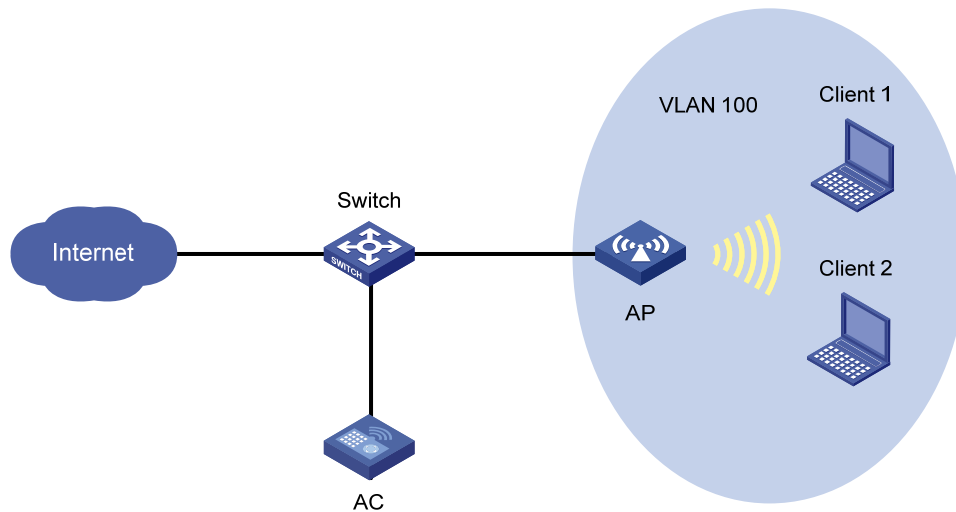 VLAN 100
Client 1
Switch
Internet
SWITCH
Client 2
AP
AC